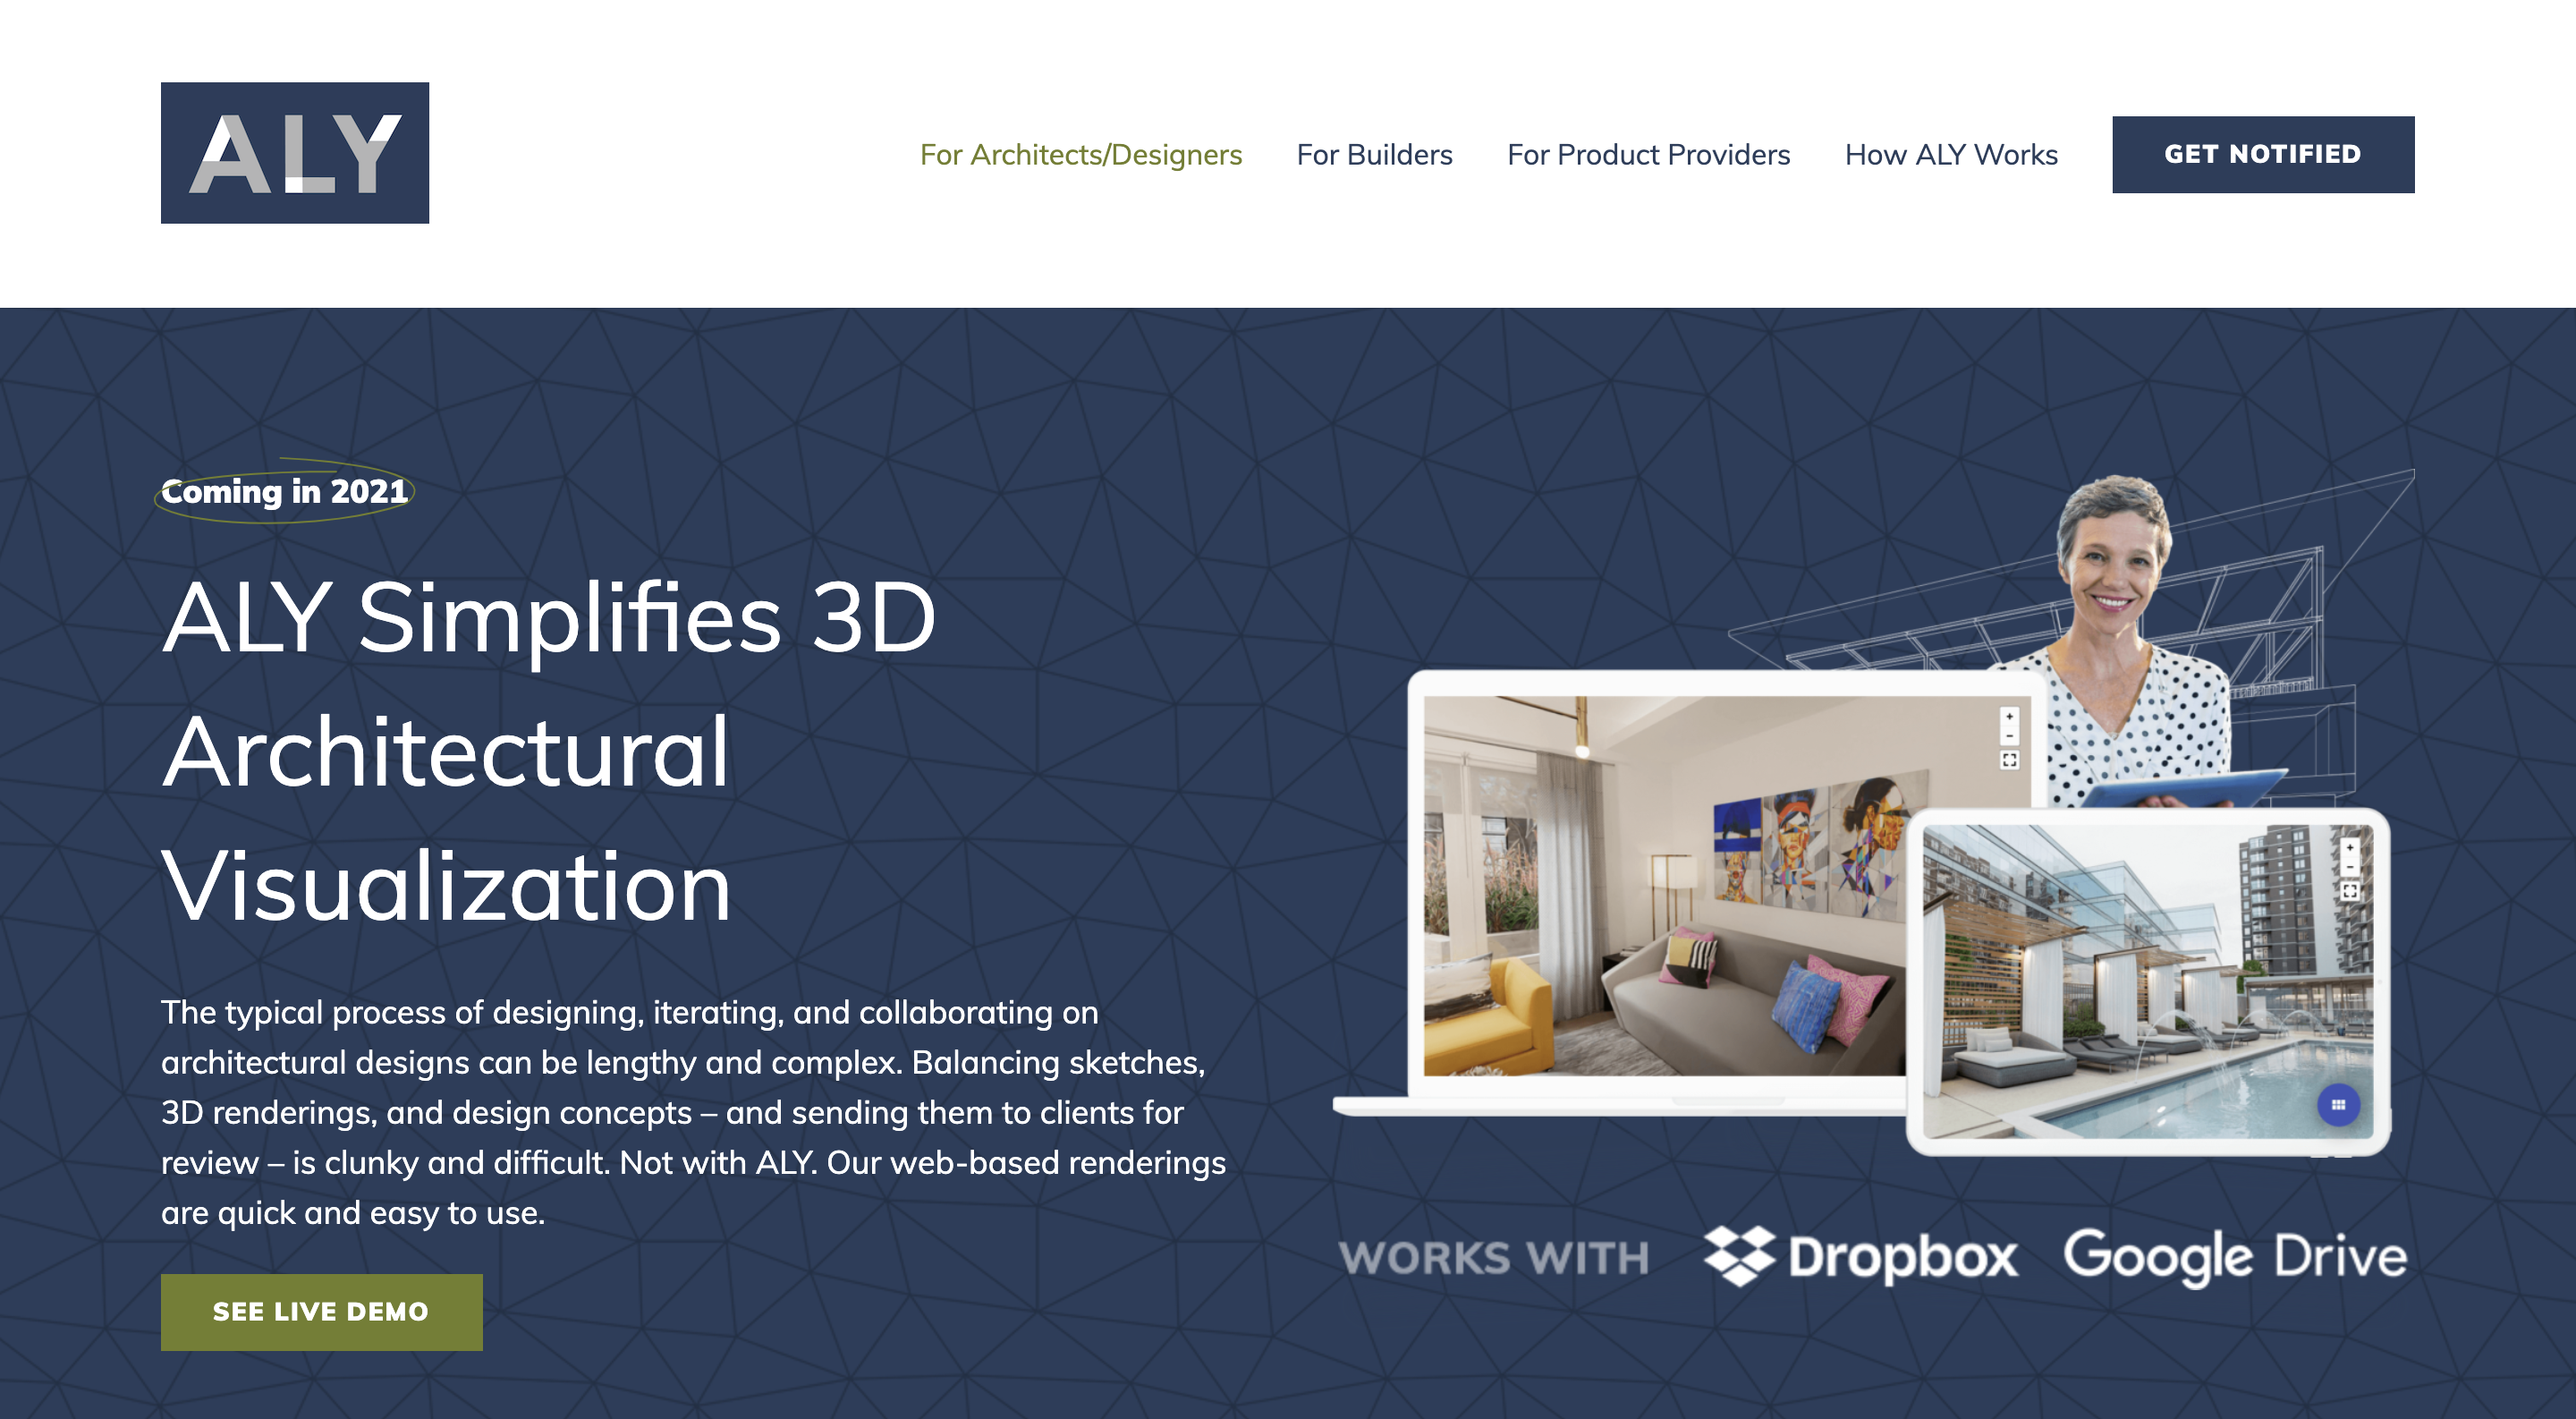 ALY
For Architects/Designers
For Builders
For Product Providers
How ALY Works
GET NOTIFIED
Coming in 2021
ALY Simplifies 3D
Architectural
Visualization
The typical process of designing, iterating, and collaborating on
architectural designs can be lengthy and complex. Balancing sketches,
3D renderings, and design concepts – and sending them to clients for
review – is clunky and difficult. Not with ALY. Our web-based renderings
are quick and easy to use.
SEE LIVE DEMO
WORKS WITH Dropbox Google Drive